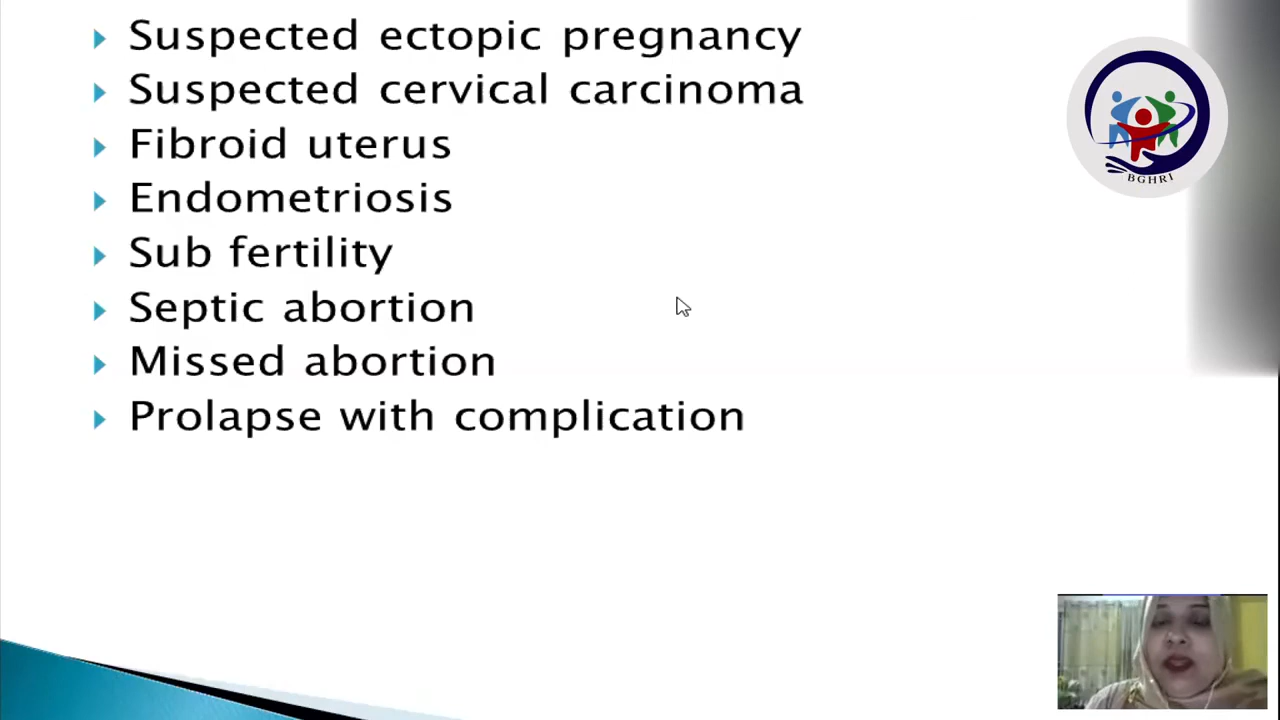 Suspected ectopic pregnancy
Suspected cervical carcinoma
Fibroid uterus
Endometriosis
Sub fertility
Septic abortion
Missed abortion
Prolapse with complication
BGHRI